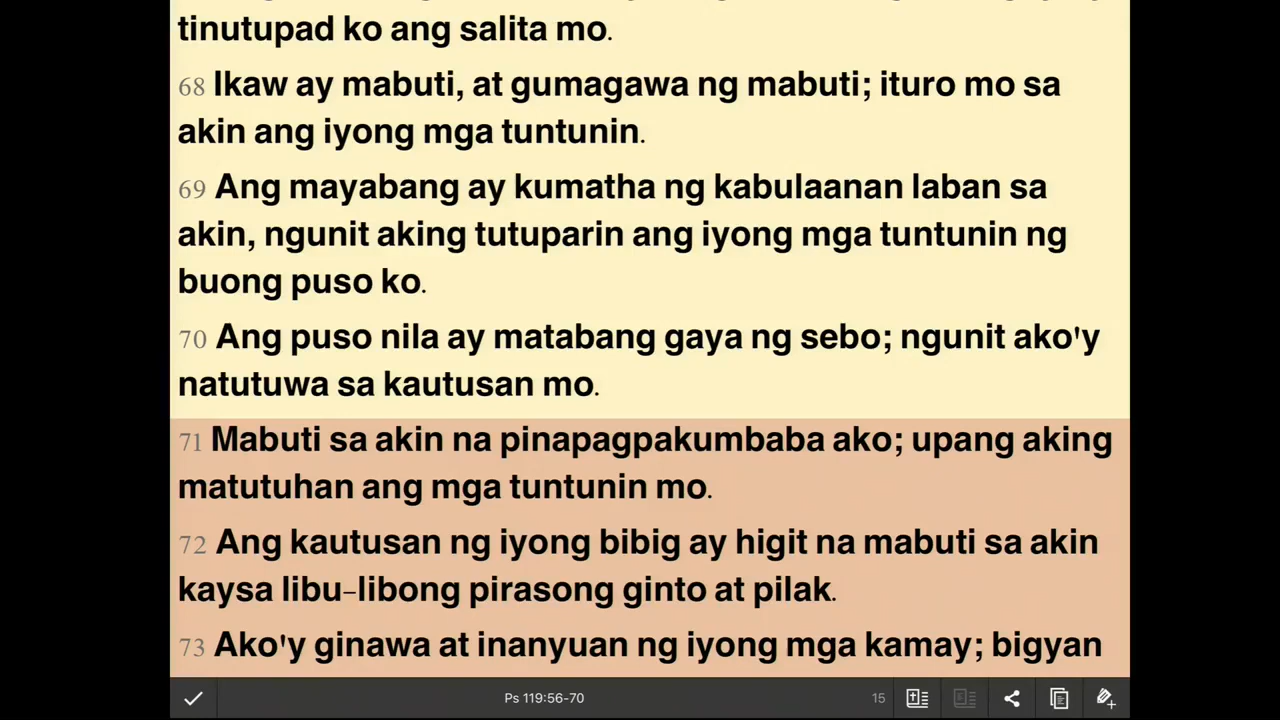 tinutupad ko ang salita mo.
68 Ikaw ay mabuti, at gumagawa ng mabuti; ituro mo sa
akin ang iyong mga tuntunin.
69 Ang mayabang ay kumatha ng kabulaanan laban sa
akin, ngunit aking tutuparin ang iyong mga tuntunin ng
buong puso ko.
70 Ang puso nila ay matabang gaya ng sebo; ngunit ako'y
natutuwa sa kautusan mo.
71 Mabuti sa akin na pinapagpakumbaba ako; upang aking
matutuhan ang mga tuntunin mo.
72 Ang kautusan ng iyong bibig ay higit na mabuti sa akin
kaysa libu-libong pirasong ginto at pilak.
73 Ako'y ginawa at inanyuan ng iyong mga kamay; bigyan
Ps 119:56-70 15